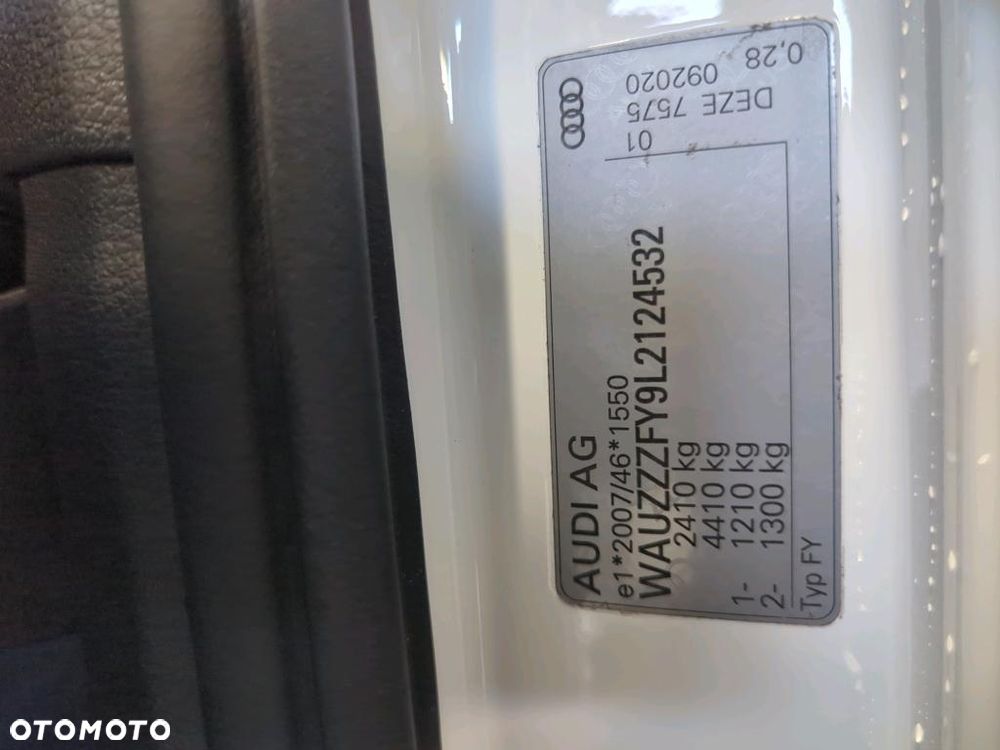 AUDI AG
e1*2007/46*1550
WAUZZZFY9L2124532
2410 kg
4410 kg
1- 1210 kg
2- 1300 kg
Typ FY
01
7575 092020
DEZE 0,28
OTOMOTO